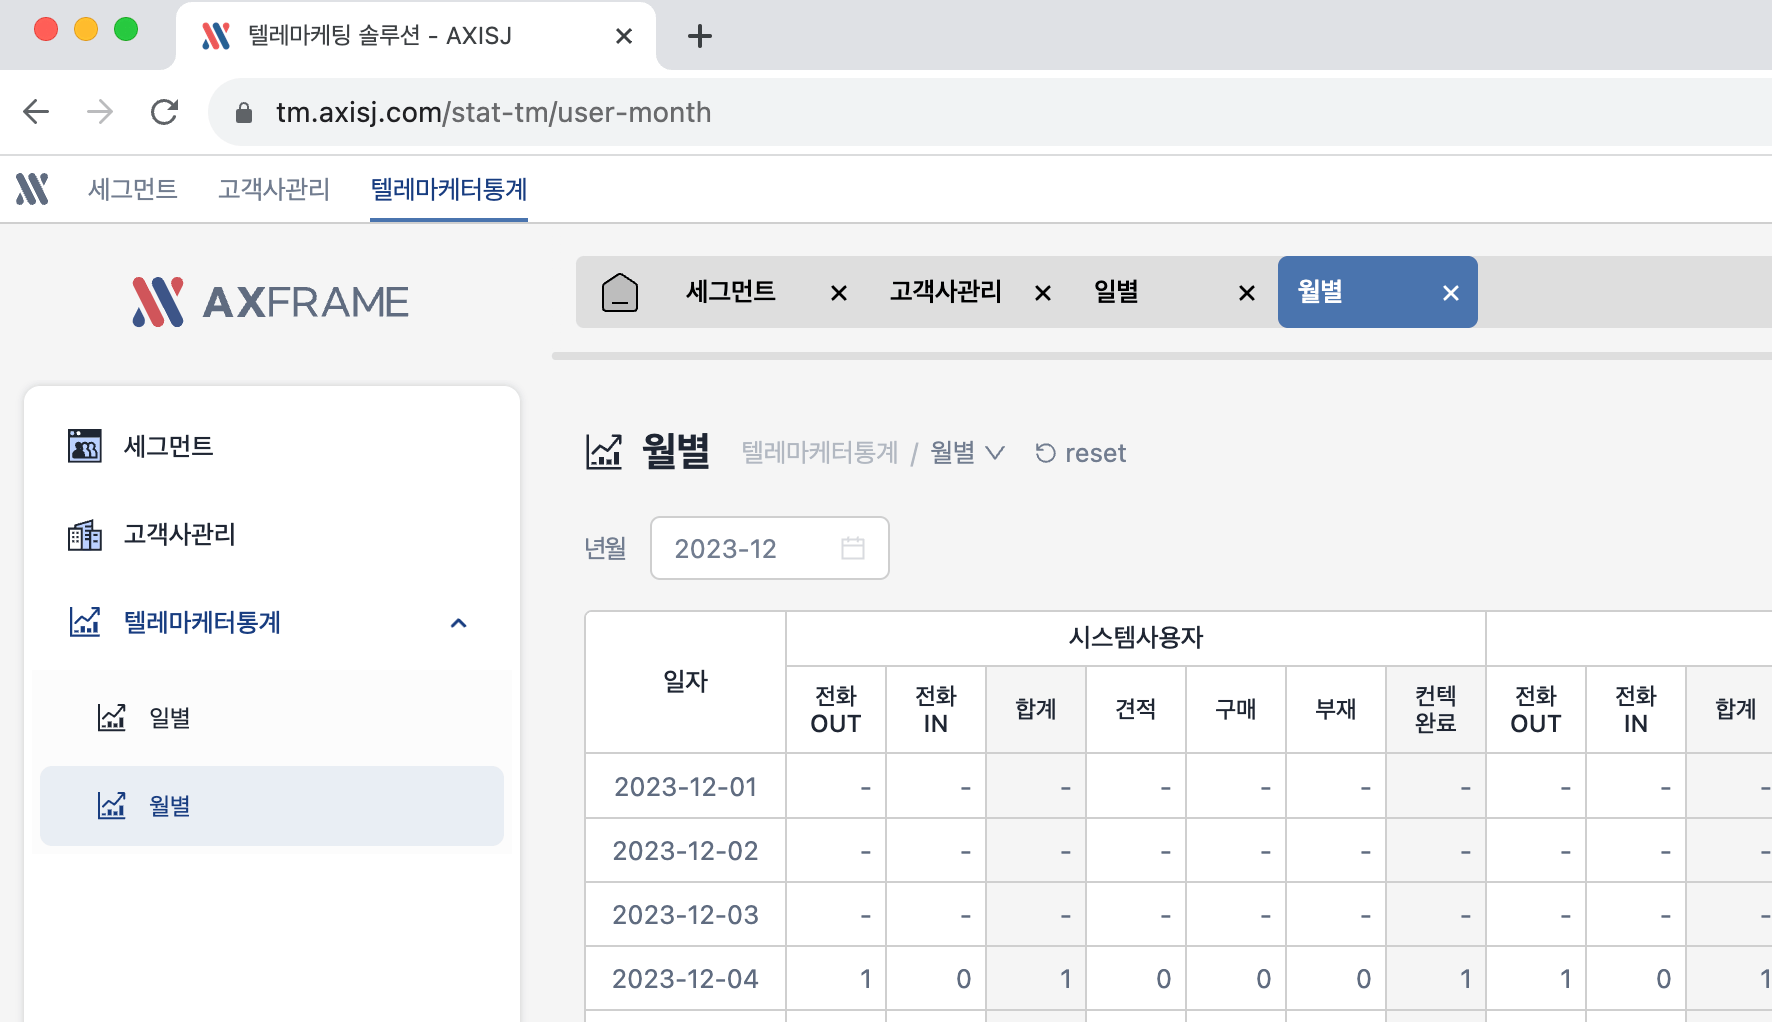 텔레마케팅 솔루션 - AXISJ
tm.axisj.com/stat-tm/user-month
세그먼트 고객사관리 텔레마케터통계
AXFRAME
세그먼트 고객사관리 일별 월별
세그먼트
고객사관리
텔레마케터통계
일별
월별
월별 텔레마케터통계 / 월별 reset
년월 2023-12
시스템사용자
일자
전화 OUT 전화 IN 합계 견적 구매 부재 컨텍 완료 전화 OUT 전화 IN 합계
2023-12-01 - - - - - - - - - -
2023-12-02 - - - - - - - - - -
2023-12-03 - - - - - - - - - -
2023-12-04 1 0 1 0 0 0 1 1 0 1